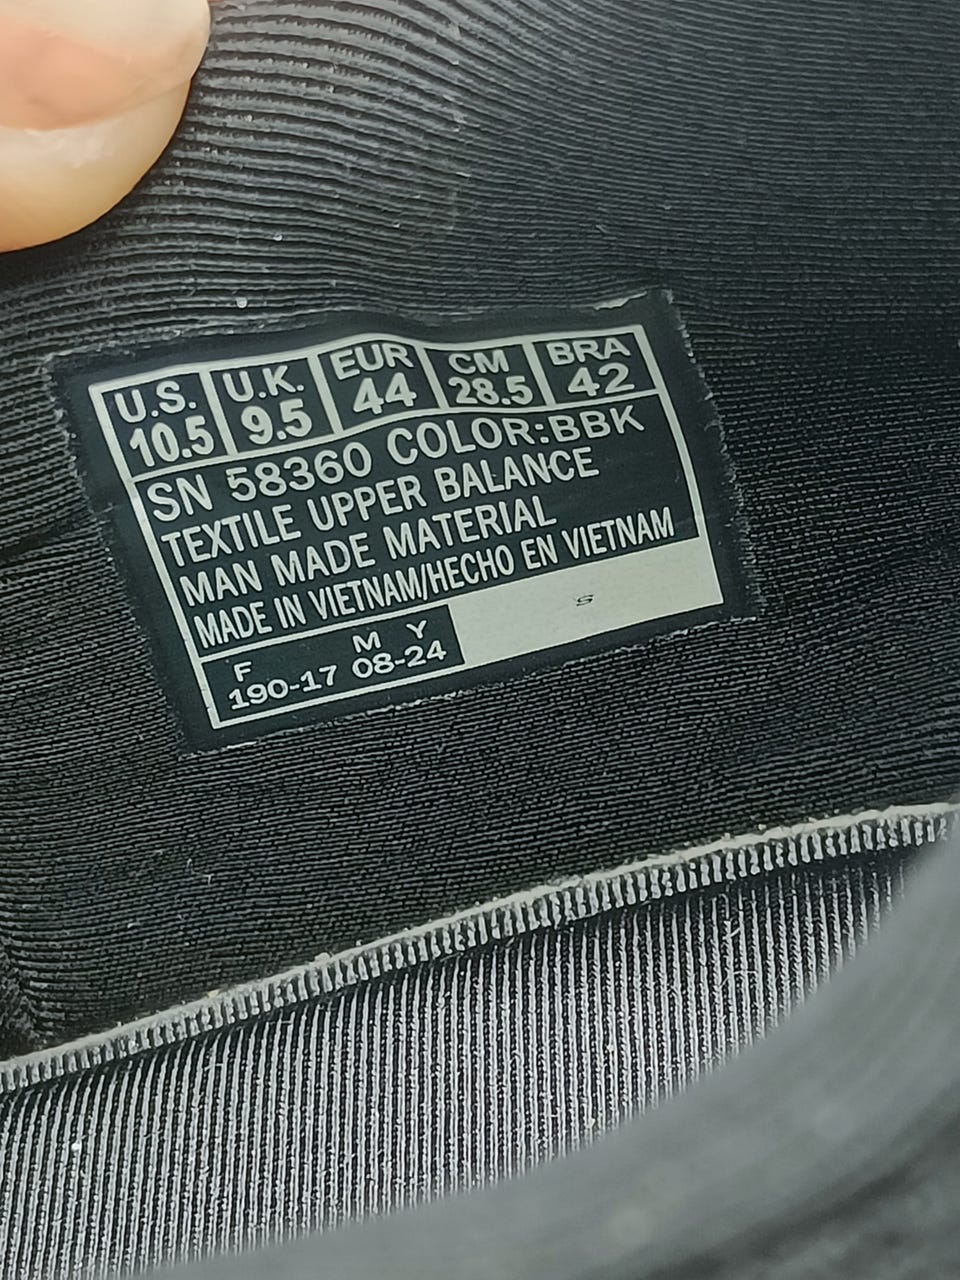 U.S. U.K. EUR CM BRA
10.5 9.5 44 28.5 42
SN 58360 COLOR:BBK
TEXTILE UPPER BALANCE
MAN MADE MATERIAL
MADE IN VIETNAM/HECHO EN VIETNAM
F M Y
190-17 08-24
S